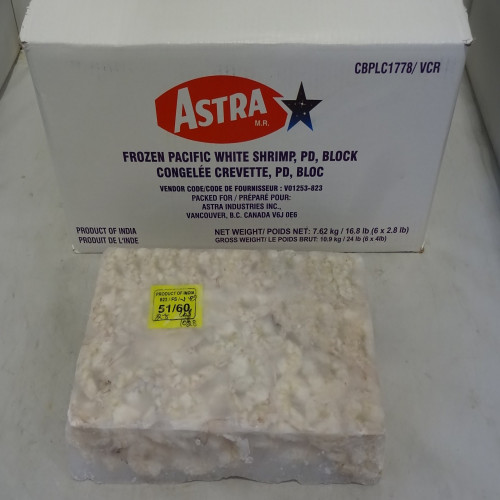 CBPLC1778/ VCR
ASTRA
M.R.
FROZEN PACIFIC WHITE SHRIMP, PD, BLOCK
CONGELÉE CREVETTE, PD, BLOC
VENDOR CODE/CODE DE FOURNISSEUR : V01253-823
PACKED FOR / PRÉPARÉ POUR:
ASTRA INDUSTRIES INC.,
VANCOUVER, B.C. CANADA V6J 0E6
PRODUCT OF INDIA
PRODUIT DE L'INDE
NET WEIGHT/ POIDS NET: 7.62 kg / 16.8 lb (6 x 2.8 lb)
GROSS WEIGHT/ LE POIDS BRUT: 10.9 kg / 24 lb (6 x 4lb)
PRODUCT OF INDIA
51/60